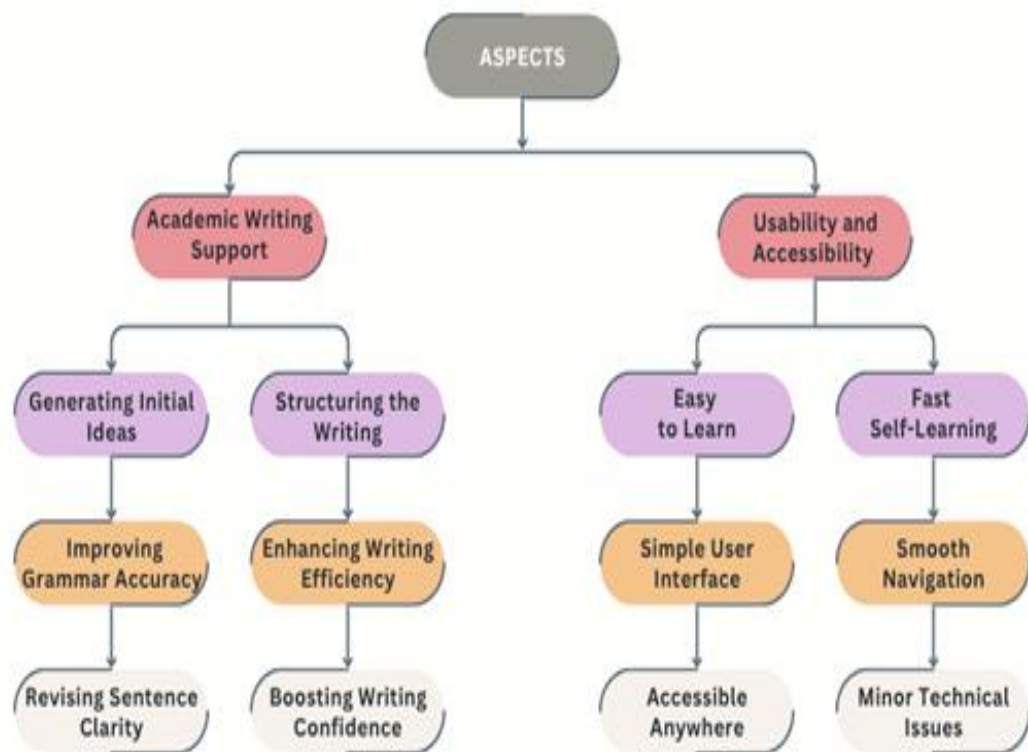 ASPECTS
Academic Writing
Support
Usability and
Accessibility
Generating Initial
Ideas
Structuring the
Writing
Easy
to Learn
Fast
Self-Learning
Improving
Grammar Accuracy
Enhancing Writing
Efficiency
Simple User
Interface
Smooth
Navigation
Revising Sentence
Clarity
Boosting Writing
Confidence
Accessible
Anywhere
Minor Technical
Issues